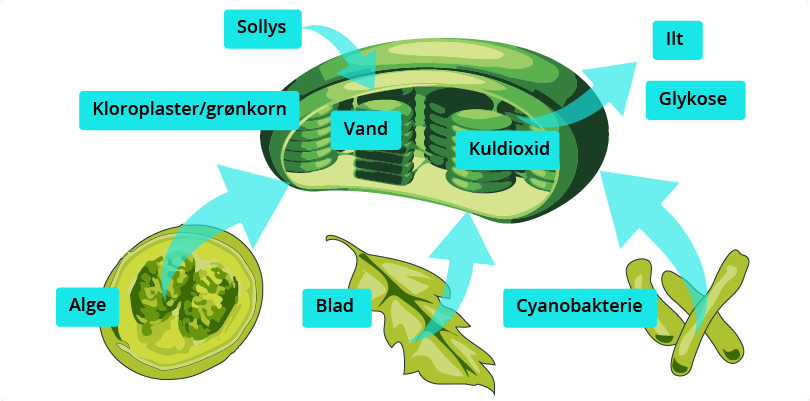 Sollys
Ilt
Kloroplaster/grønkorn
Glykose
Vand
Kuldioxid
Alge
Blad
Cyanobakterie